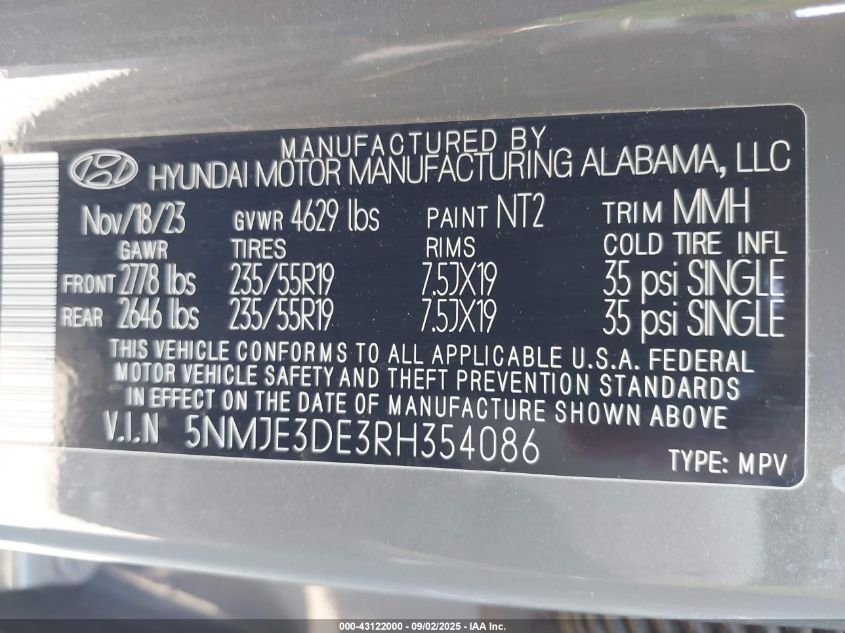 MANUFACTURED BY
HYUNDAI MOTOR MANUFACTURING ALABAMA, LLC
Nov/18/23 GVWR 4629 lbs PAINT NT2 TRIM MMH
GAWR TIRES RIMS COLD TIRE INFL
FRONT 2778 lbs 235/55R19 7.5JX19 35 psi SINGLE
REAR 2646 lbs 235/55R19 7.5JX19 35 psi SINGLE
THIS VEHICLE CONFORMS TO ALL APPLICABLE U.S.A. FEDERAL
MOTOR VEHICLE SAFETY AND THEFT PREVENTION STANDARDS
IN EFFECT ON THE DATE OF MANUFACTURE SHOWN ABOVE
V.I.N 5NMJE3DE3RH354086
TYPE: MPV
000-43122000 - 09/02/2025 - IAA Inc.